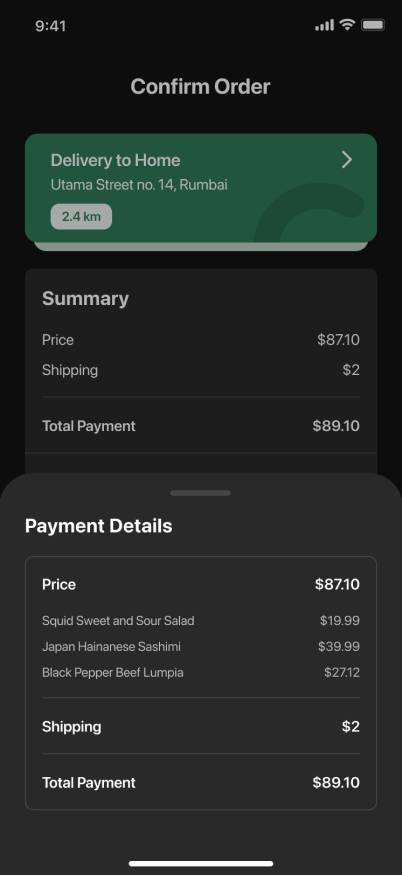 9:41
Confirm Order
Delivery to Home
Utama Street no. 14, Rumbai
2.4 km
Summary
Price $87.10
Shipping $2
Total Payment $89.10
Payment Details
Price $87.10
Squid Sweet and Sour Salad $19.99
Japan Hainanese Sashimi $39.99
Black Pepper Beef Lumpia $27.12
Shipping $2
Total Payment $89.10